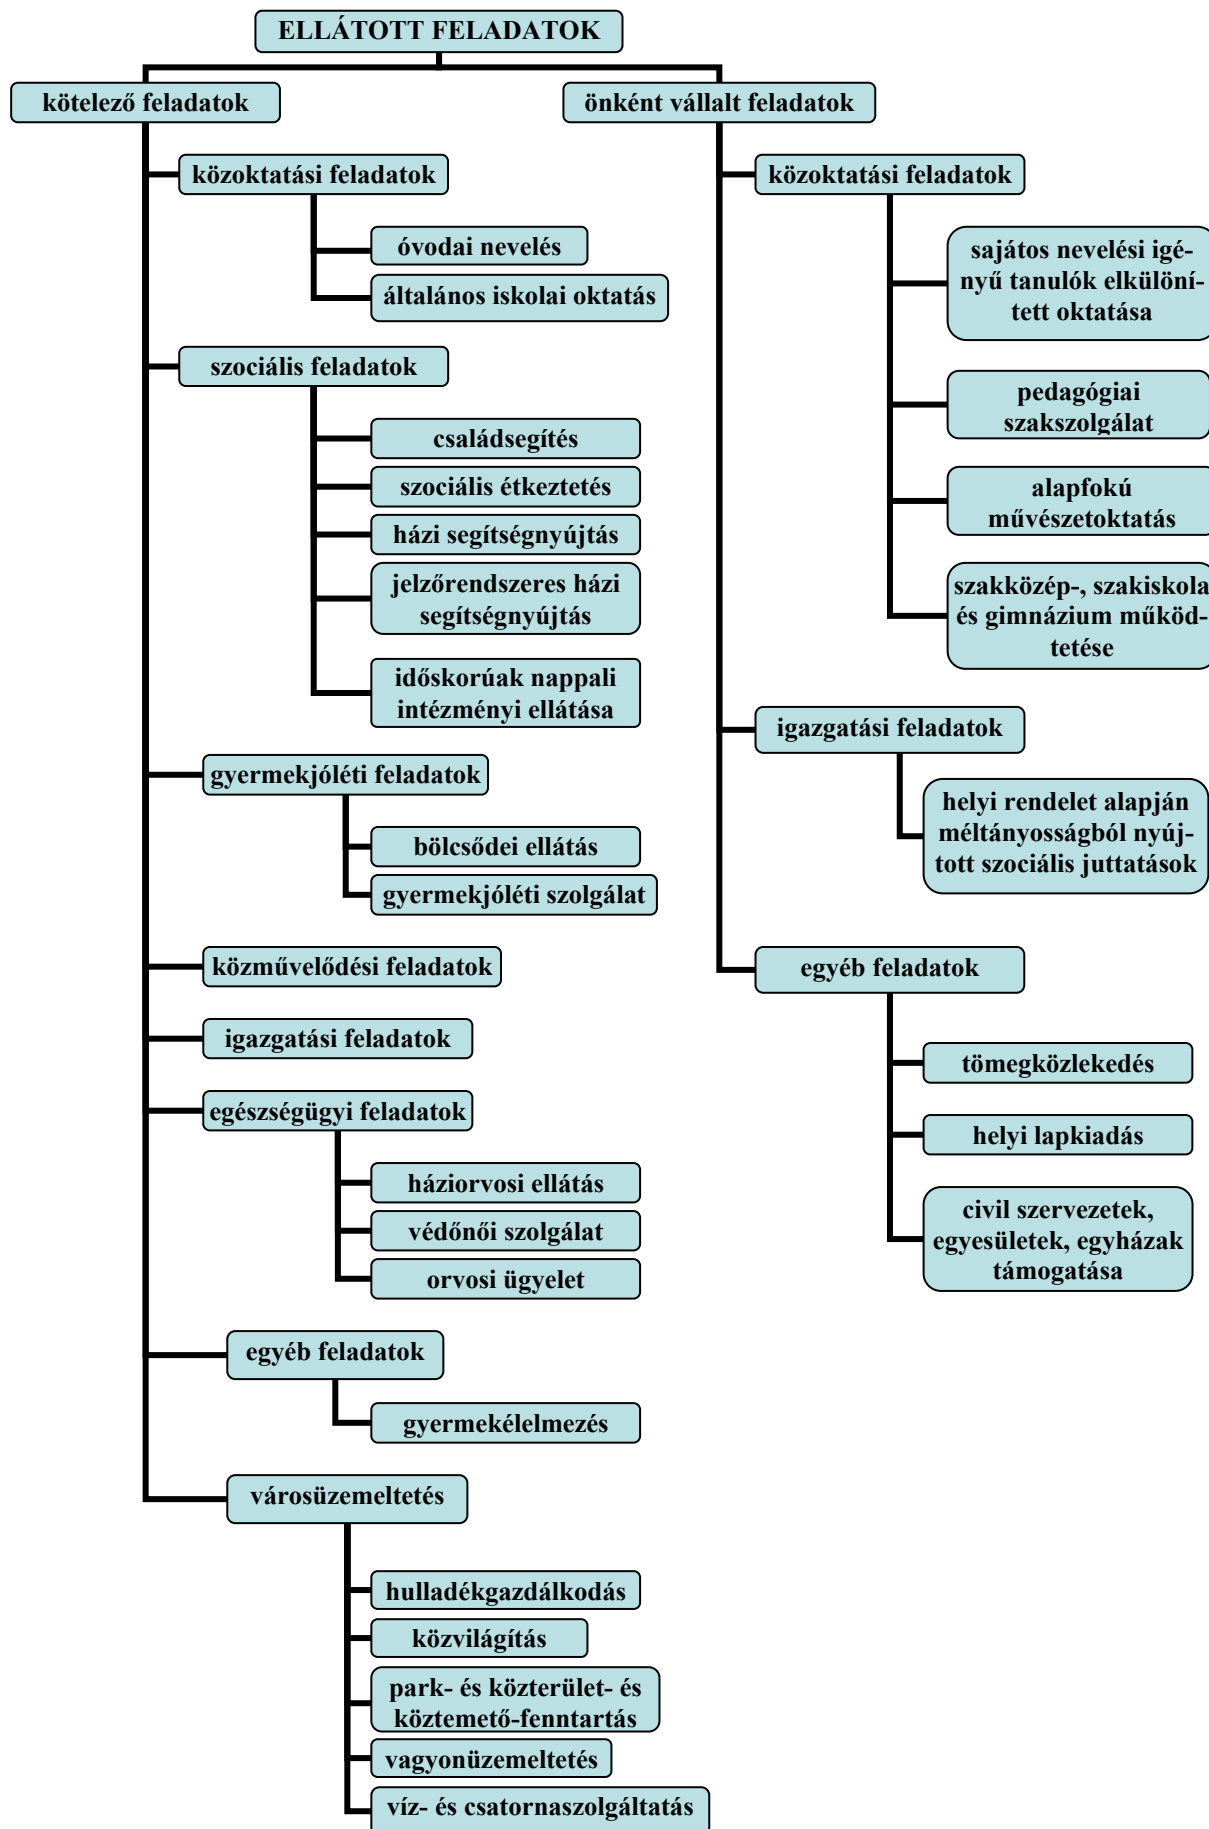 ELLÁTOTT FELADATOK
kötelező feladatok
közoktatási feladatok
óvodai nevelés
általános iskolai oktatás
szociális feladatok
családsegítés
szociális étkeztetés
házi segítségnyújtás
jelzőrendszeres házi
segítségnyújtás
időskorúak nappali
intézményi ellátása
gyermekjóléti feladatok
bölcsődei ellátás
gyermekjóléti szolgálat
közművelődési feladatok
igazgatási feladatok
egészségügyi feladatok
háziorvosi ellátás
védőnői szolgálat
orvosi ügyelet
egyéb feladatok
gyermekélelmezés
városüzemeltetés
hulladékgazdálkodás
közvilágítás
park- és közterület- és
köztemető-fenntartás
vagyonüzemeltetés
víz- és csatornaszolgáltatás
önként vállalt feladatok
közoktatási feladatok
sajátos nevelési igé-
nyű tanulók elkülöní-
tett oktatása
pedagógiai
szakszolgálat
alapfokú
művészetoktatás
szakközép-, szakiskola
és gimnázium működ-
tetése
igazgatási feladatok
helyi rendelet alapján
méltányosságból nyúj-
tott szociális juttatások
egyéb feladatok
tömegközlekedés
helyi lapkiadás
civil szervezetek,
egyesületek, egyházak
támogatása